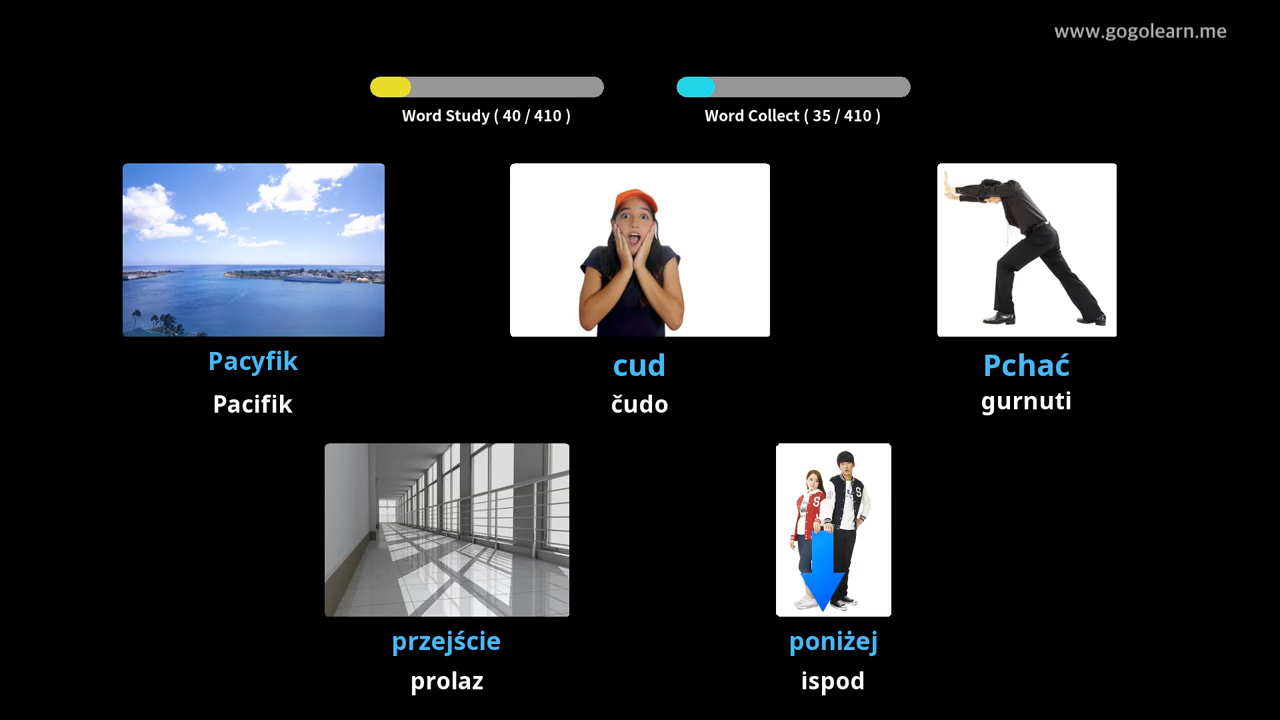 www.gogolearn.me
Word Study ( 40 / 410 )
Word Collect ( 35 / 410 )
Pacyfik
Pacifik
cud
čudo
Pchać
gurnuti
przejście
prolaz
poniżej
ispod